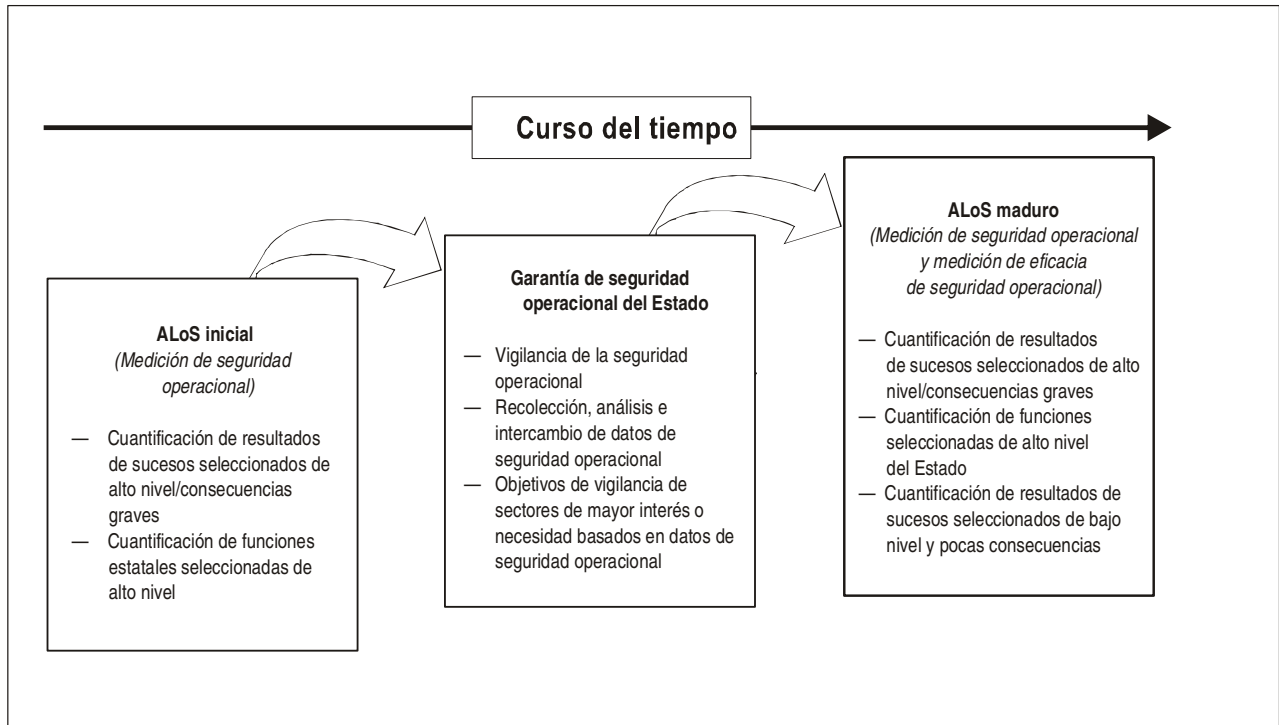 Curso del tiempo
ALoS inicial
(Medición de seguridad
operacional)
— Cuantificación de resultados
de sucesos seleccionados de
alto nivel/consecuencias
graves
— Cuantificación de funciones
estatales seleccionadas de
alto nivel
Garantía de seguridad
operacional del Estado
— Vigilancia de la seguridad
operacional
— Recolección, análisis e
intercambio de datos de
seguridad operacional
— Objetivos de vigilancia de
sectores de mayor interés o
necesidad basados en datos de
seguridad operacional
ALoS maduro
(Medición de seguridad operacional
y medición de eficacia
de seguridad operacional)
— Cuantificación de resultados
de sucesos seleccionados de alto
nivel/consecuencias graves
— Cuantificación de funciones
seleccionadas de alto nivel
del Estado
— Cuantificación de resultados de
sucesos seleccionados de bajo
nivel y pocas consecuencias